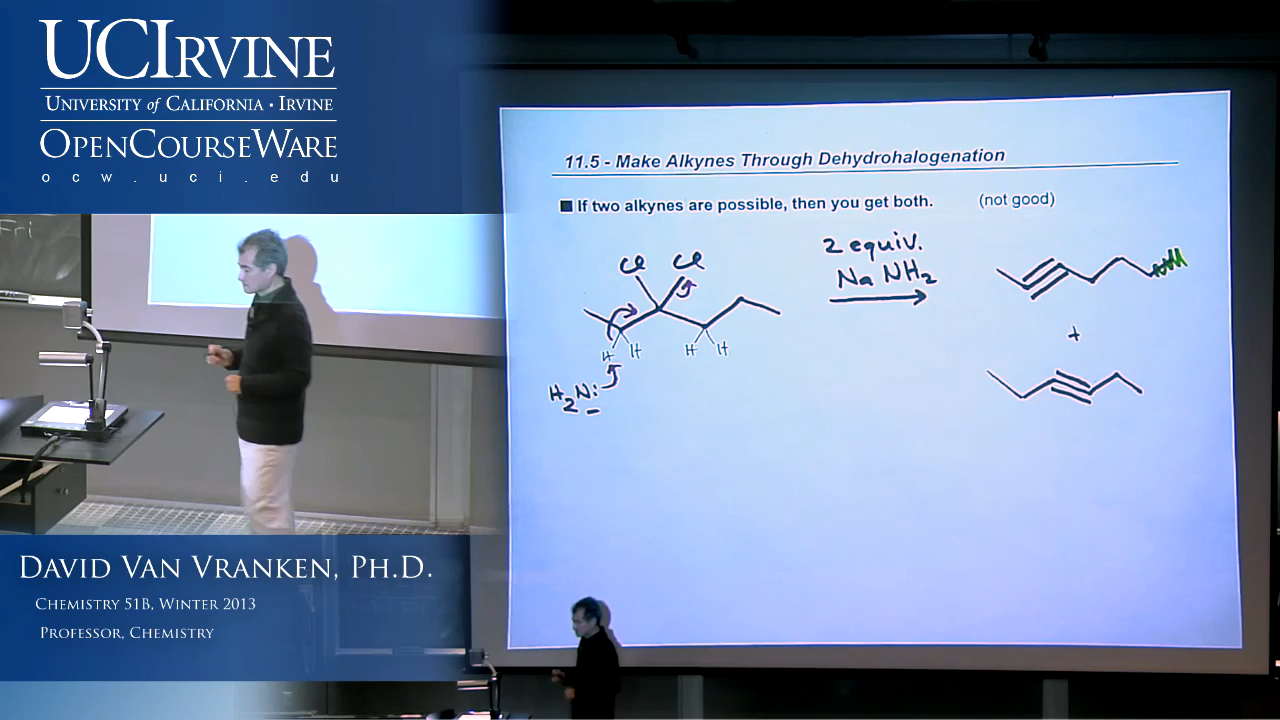 UCIRVINE
UNIVERSITY of CALIFORNIA · IRVINE
OPENCOURSEWARE
ocw.uci.edu
Fri
11.5 - Make Alkynes Through Dehydrohalogenation
■ If two alkynes are possible, then you get both. (not good)
2 equiv.
NaNH2
Cl Cl
H H H H
H2N:
+
DAVID VAN VRANKEN, PH.D.
CHEMISTRY 51B, WINTER 2013
PROFESSOR, CHEMISTRY